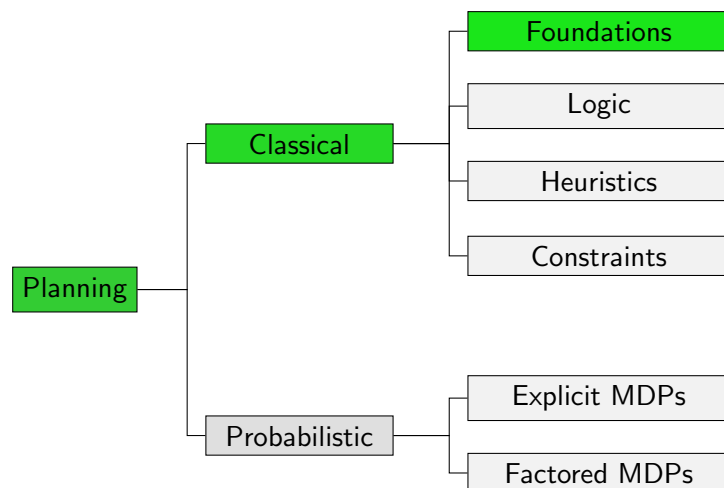 Foundations
Logic
Classical
Heuristics
Constraints
Planning
Explicit MDPs
Probabilistic
Factored MDPs